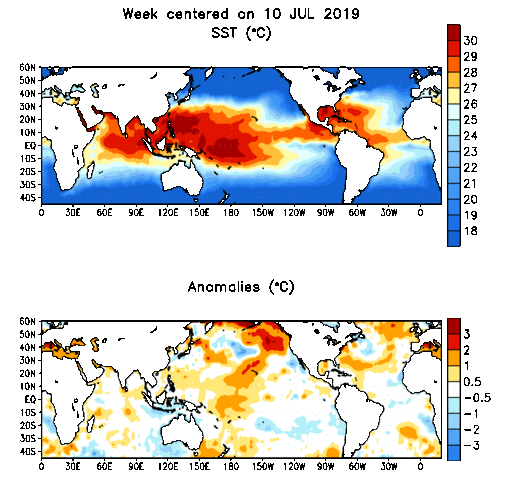 Week centered on 10 JUL 2019
SST (°C)
60N
50N
40N
30N
20N
10N
EQ
10S
20S
30S
40S
0 30E 60E 90E 120E 150E 180 150W 120W 90W 60W 30W 0
30
29
28
27
26
25
24
23
22
21
20
19
18
Anomalies (°C)
60N
50N
40N
30N
20N
10N
EQ
10S
20S
30S
40S
0 30E 60E 90E 120E 150E 180 150W 120W 90W 60W 30W 0
3
2
1
0.5
−0.5
−1
−2
−3